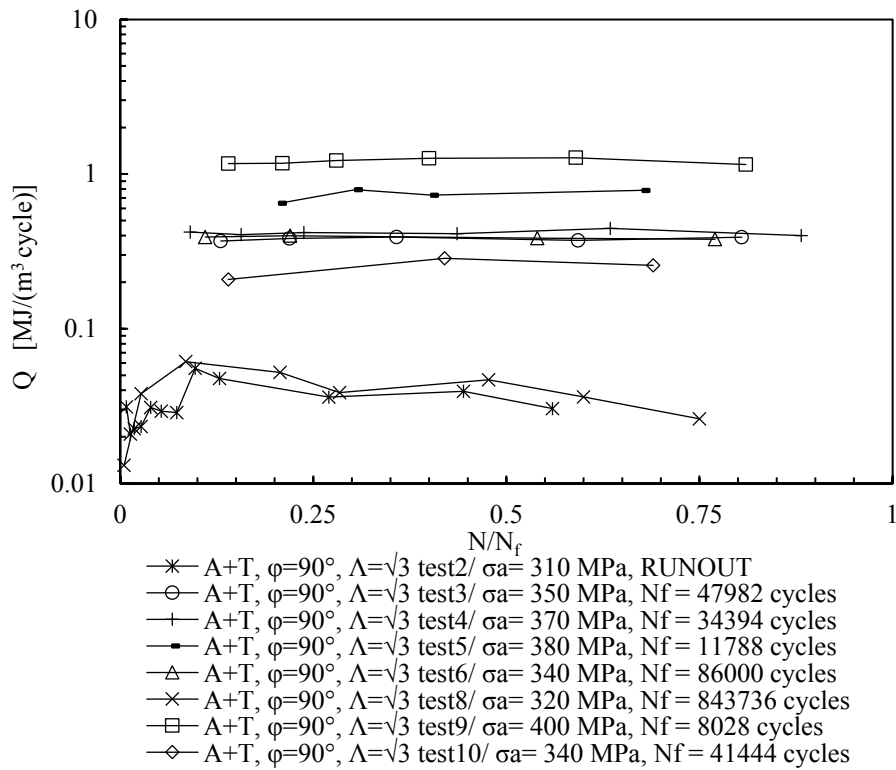 10
1
0.1
0.01
Q [MJ/(m³ cycle)]
0
0.25
0.5
0.75
1
N/Nf
A+T, φ=90°, Λ=√3 test2/ σa= 310 MPa, RUNOUT
A+T, φ=90°, Λ=√3 test3/ σa= 350 MPa, Nf = 47982 cycles
A+T, φ=90°, Λ=√3 test4/ σa= 370 MPa, Nf = 34394 cycles
A+T, φ=90°, Λ=√3 test5/ σa= 380 MPa, Nf = 11788 cycles
A+T, φ=90°, Λ=√3 test6/ σa= 340 MPa, Nf = 86000 cycles
A+T, φ=90°, Λ=√3 test8/ σa= 320 MPa, Nf = 843736 cycles
A+T, φ=90°, Λ=√3 test9/ σa= 400 MPa, Nf = 8028 cycles
A+T, φ=90°, Λ=√3 test10/ σa= 340 MPa, Nf = 41444 cycles